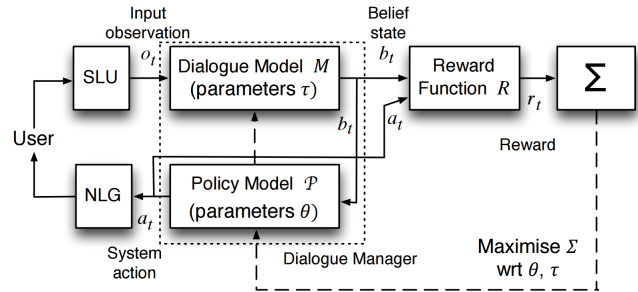 Input
observation
Belief
state
SLU
o_t
Dialogue Model M
(parameters τ)
b_t
Reward
Function R
r_t
Σ
b_t
a_t
Reward
User
NLG
a_t
Policy Model 𝒫
(parameters θ)
System
action
Dialogue Manager
Maximise Σ
wrt θ, τ